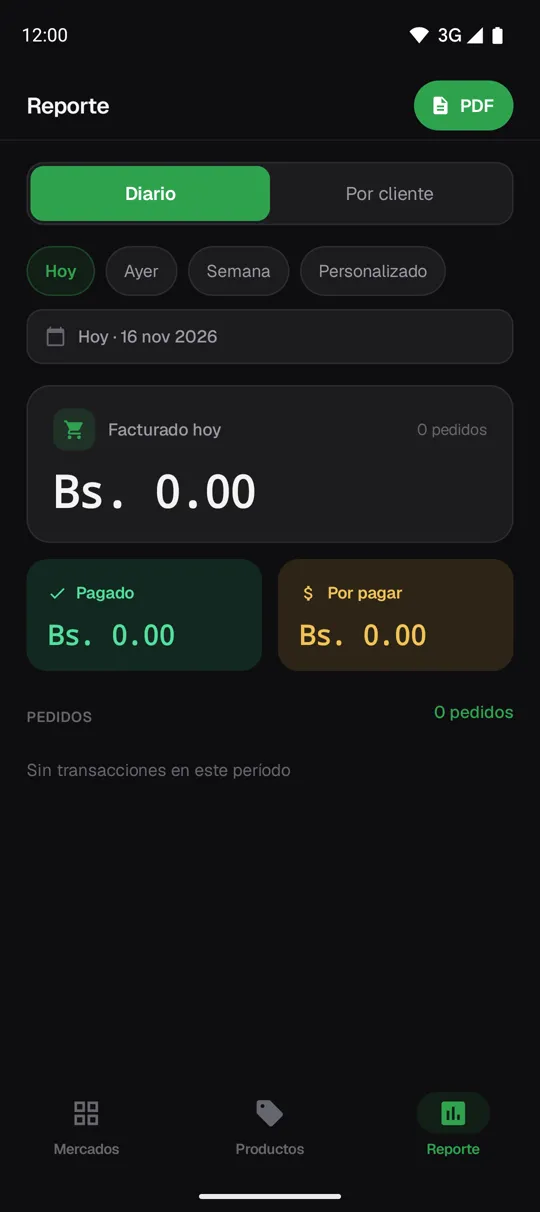 12:00
3G
Reporte
PDF
Diario
Por cliente
Hoy
Ayer
Semana
Personalizado
Hoy · 16 nov 2026
Facturado hoy
0 pedidos
Bs. 0.00
Pagado
Bs. 0.00
Por pagar
Bs. 0.00
PEDIDOS
0 pedidos
Sin transacciones en este período
Mercados
Productos
Reporte